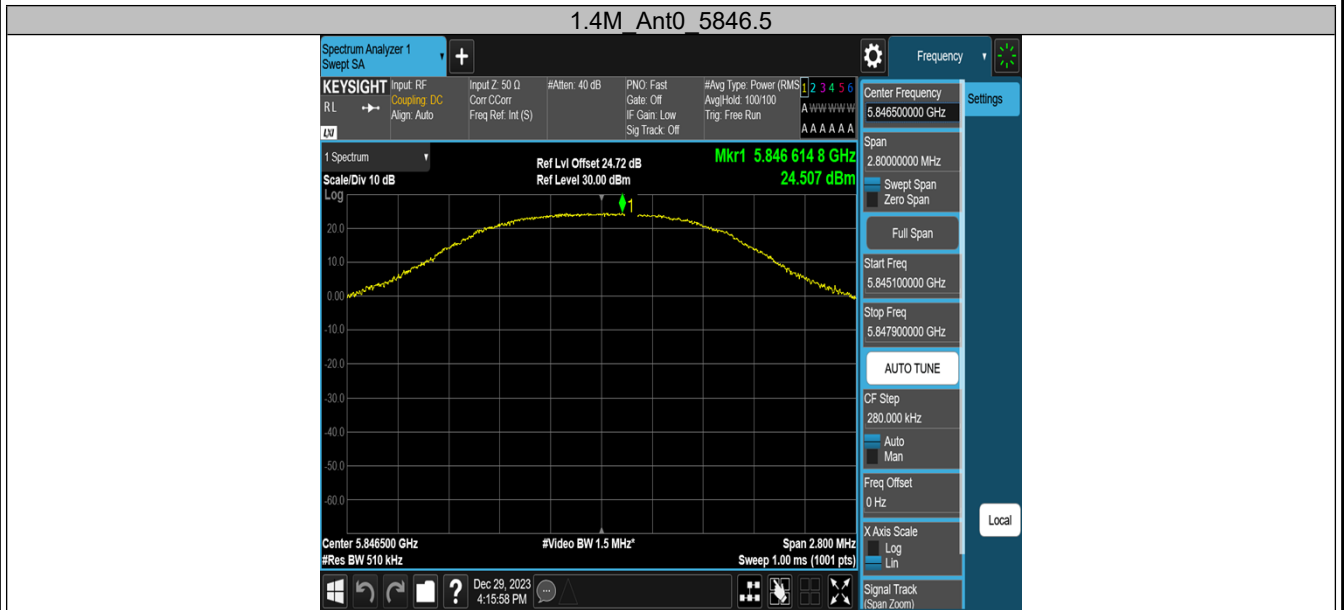 1.4M_Ant0_5846.5
Spectrum Analyzer 1
Swept SA
+
Frequency
KEYSIGHT
RL
LXI
Input: RF
Coupling: DC
Align: Auto
Input Z: 50 Ω
Corr CCorr
Freq Ref: Int (S)
#Atten: 40 dB
PNO: Fast
Gate: Off
IF Gain: Low
Sig Track: Off
#Avg Type: Power (RMS
Avg|Hold: 100/100
Trig: Free Run
1 2 3 4 5 6
A W W W W W
A A A A A A
Center Frequency
5.846500000 GHz
Settings
Span
2.80000000 MHz
Swept Span
Zero Span
Full Span
Start Freq
5.845100000 GHz
Stop Freq
5.847900000 GHz
AUTO TUNE
CF Step
280.000 kHz
Auto
Man
Freq Offset
0 Hz
X Axis Scale
Log
Lin
Local
Signal Track
(Span Zoom)
1 Spectrum
Scale/Div 10 dB
Log
Ref Lvl Offset 24.72 dB
Ref Level 30.00 dBm
Mkr1 5.846 614 8 GHz
24.507 dBm
1
20.0
10.0
0.00
-10.0
-20.0
-30.0
-40.0
-50.0
-60.0
Center 5.846500 GHz
#Res BW 510 kHz
#Video BW 1.5 MHz*
Span 2.800 MHz
Sweep 1.00 ms (1001 pts)
?
Dec 29, 2023
4:15:58 PM